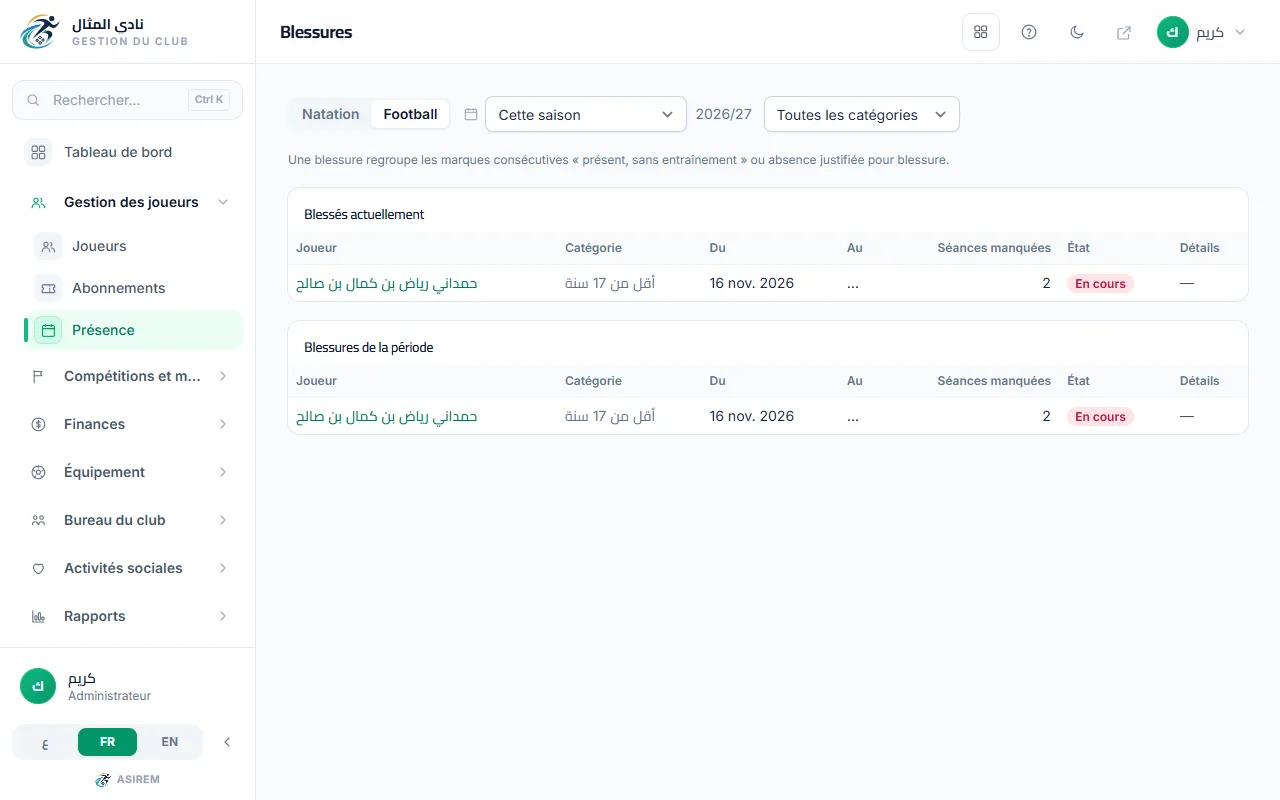 نادي المثال
GESTION DU CLUB
Rechercher...
Ctrl K
Tableau de bord
Gestion des joueurs
Joueurs
Abonnements
Présence
Compétitions et m...
Finances
Équipement
Bureau du club
Activités sociales
Rapports
كريم
Administrateur
ع
FR
EN
ASIREM
Blessures
ك
كريم
Natation
Football
Cette saison
2026/27
Toutes les catégories
Une blessure regroupe les marques consécutives « présent, sans entraînement » ou absence justifiée pour blessure.
Blessés actuellement
Joueur Catégorie Du Au Séances manquées État Détails
حمداني رياض بن كمال بن صالح أقل من 17 سنة 16 nov. 2026 ... 2 En cours —
Blessures de la période
Joueur Catégorie Du Au Séances manquées État Détails
حمداني رياض بن كمال بن صالح أقل من 17 سنة 16 nov. 2026 ... 2 En cours —